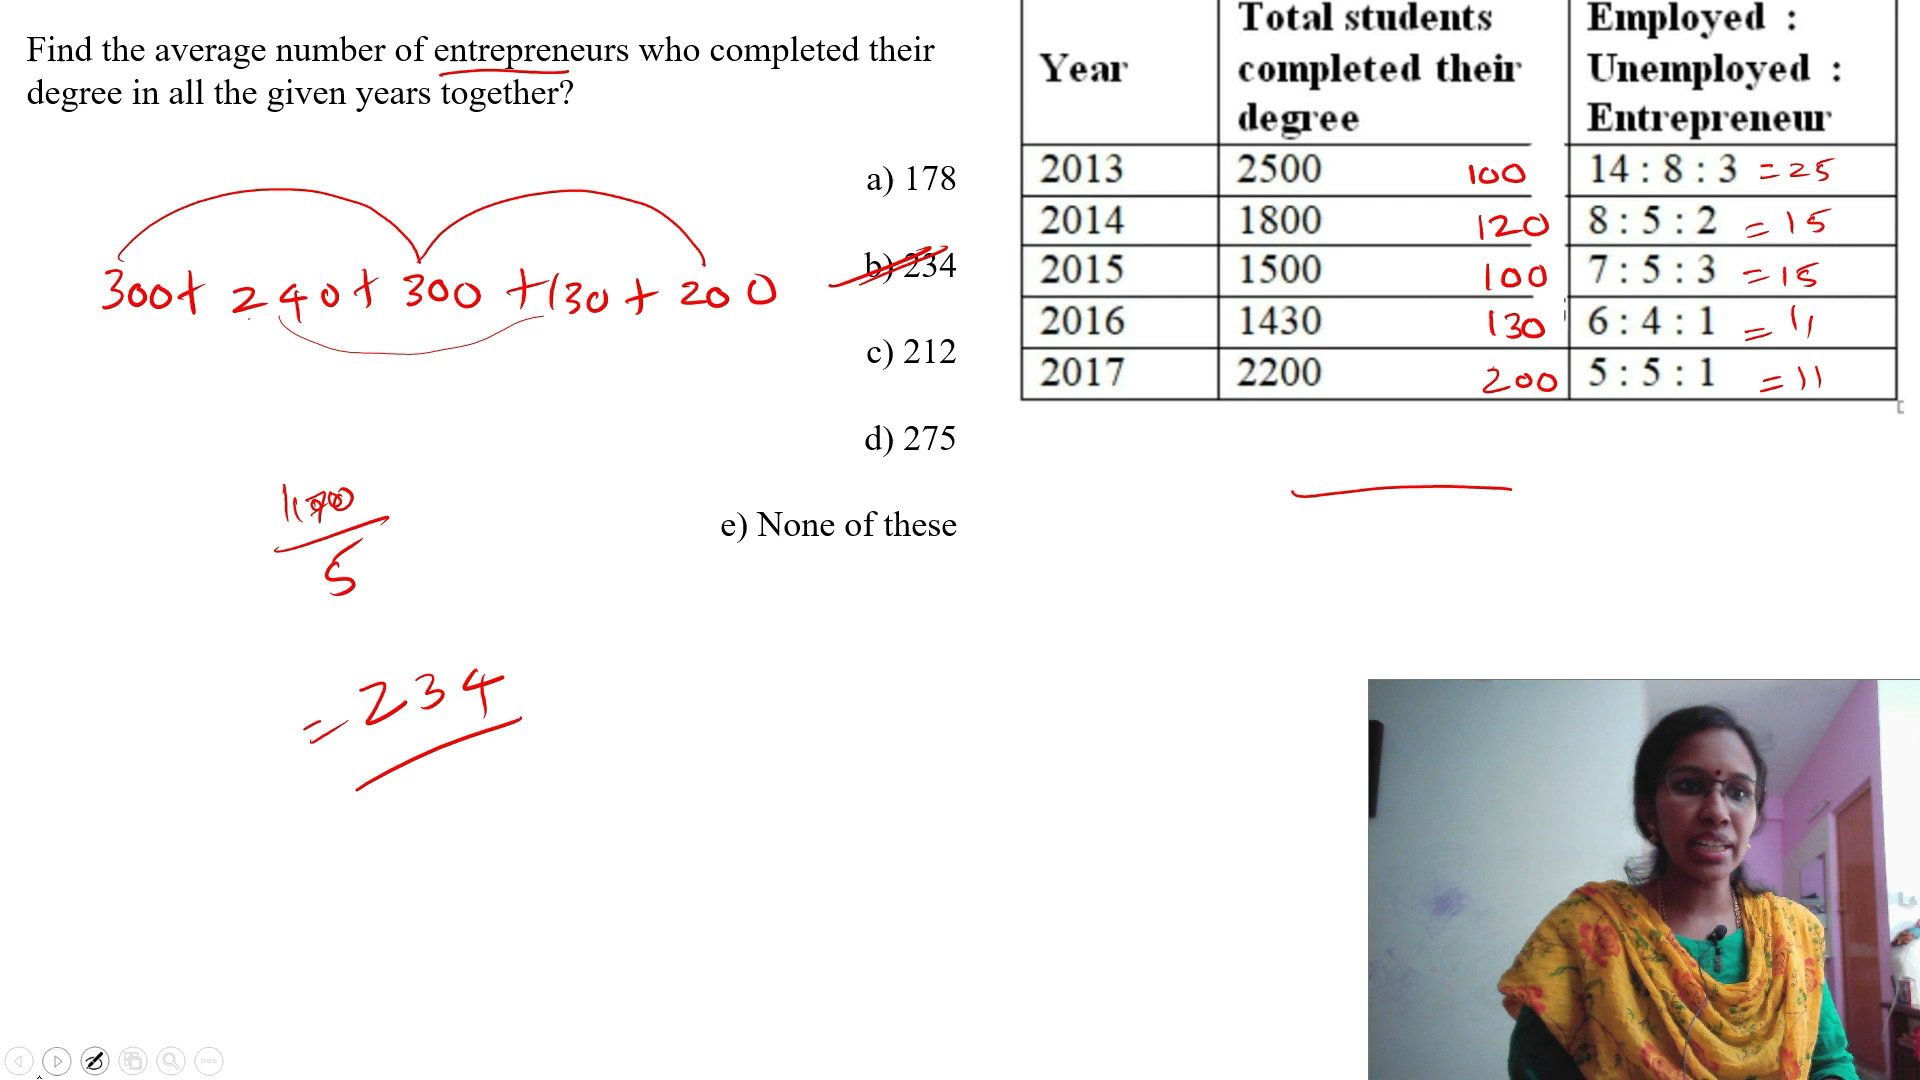 Find the average number of entrepreneurs who completed their
degree in all the given years together?
a) 178
b) 234
c) 212
d) 275
e) None of these
300 + 240 + 300 + 130 + 200
5
= 234
Year
Total students
completed their
degree
Employed :
Unemployed :
Entrepreneur
2013 2500 100 14 : 8 : 3 = 25
2014 1800 120 8 : 5 : 2 = 15
2015 1500 100 7 : 5 : 3 = 15
2016 1430 130 6 : 4 : 1 = 11
2017 2200 200 5 : 5 : 1 = 11